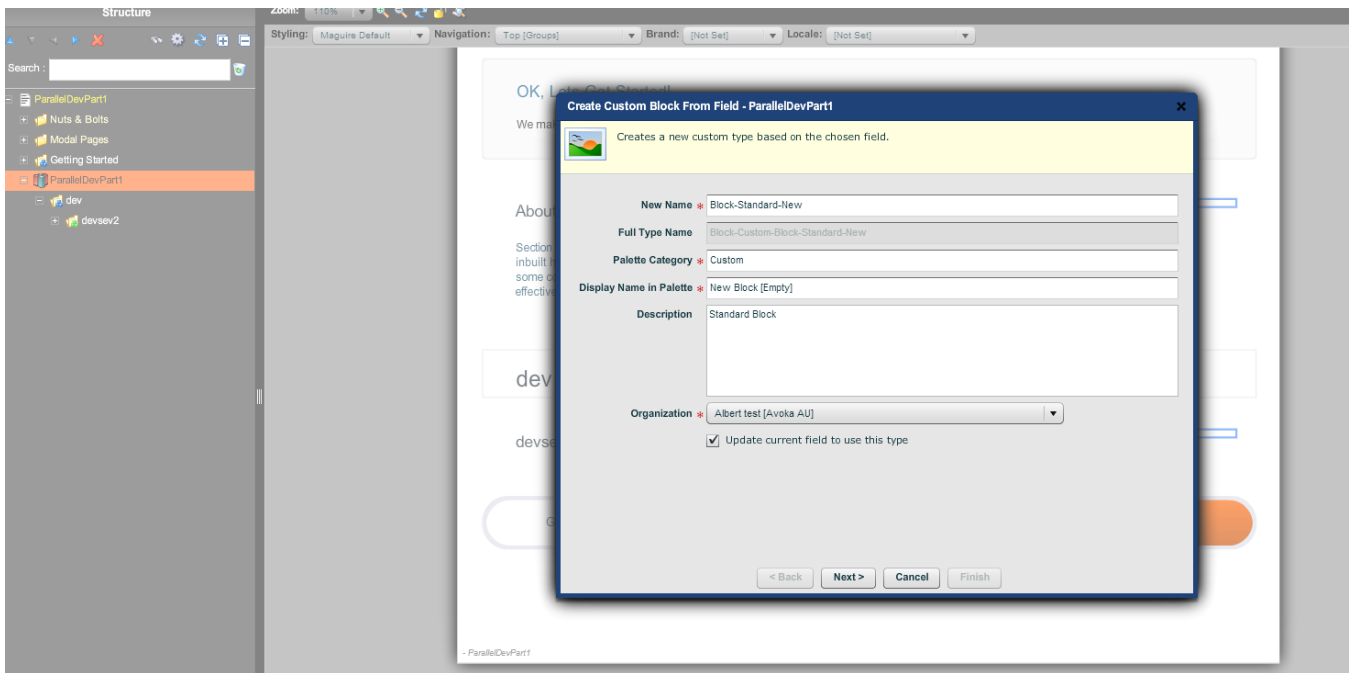 Structure
Zoom: 110%
Styling: Maguire Default Navigation: Top [Groups] Brand: [Not Set] Locale: [Not Set]
Search :
ParallelDevPart1
Nuts & Bolts
Modal Pages
Getting Started
ParallelDevPart1
dev
devsev2
OK, Lets Get Started!
We ma
Abou
Section
inbuilt h
some c
effective
dev
devse
G
- ParallelDevPart1
Create Custom Block From Field - ParallelDevPart1
Creates a new custom type based on the chosen field.
New Name * Block-Standard-New
Full Type Name Block-Custom-Block-Standard-New
Palette Category * Custom
Display Name in Palette * New Block [Empty]
Description Standard Block
Organization * Albert test [Avoka AU]
Update current field to use this type
< Back Next > Cancel Finish